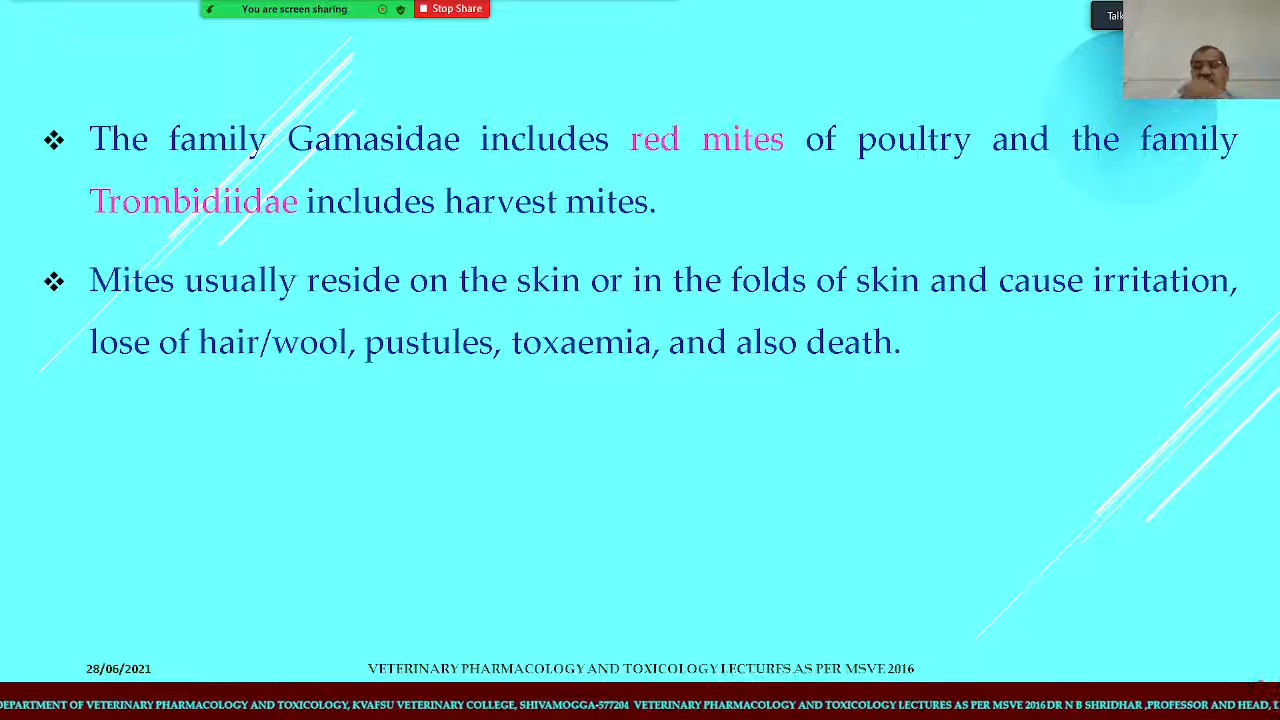 You are screen sharing
Stop Share
Talk
❖ The family Gamasidae includes red mites of poultry and the family
Trombidiidae includes harvest mites.
❖ Mites usually reside on the skin or in the folds of skin and cause irritation,
lose of hair/wool, pustules, toxaemia, and also death.
28/06/2021
VETERINARY PHARMACOLOGY AND TOXICOLOGY LECTURES AS PER MSVE 2016
DEPARTMENT OF VETERINARY PHARMACOLOGY AND TOXICOLOGY, KVAFSU VETERINARY COLLEGE, SHIVAMOGGA-577204 VETERINARY PHARMACOLOGY AND TOXICOLOGY LECTURES AS PER MSVE 2016 DR N B SHRIDHAR ,PROFESSOR AND HEAD,